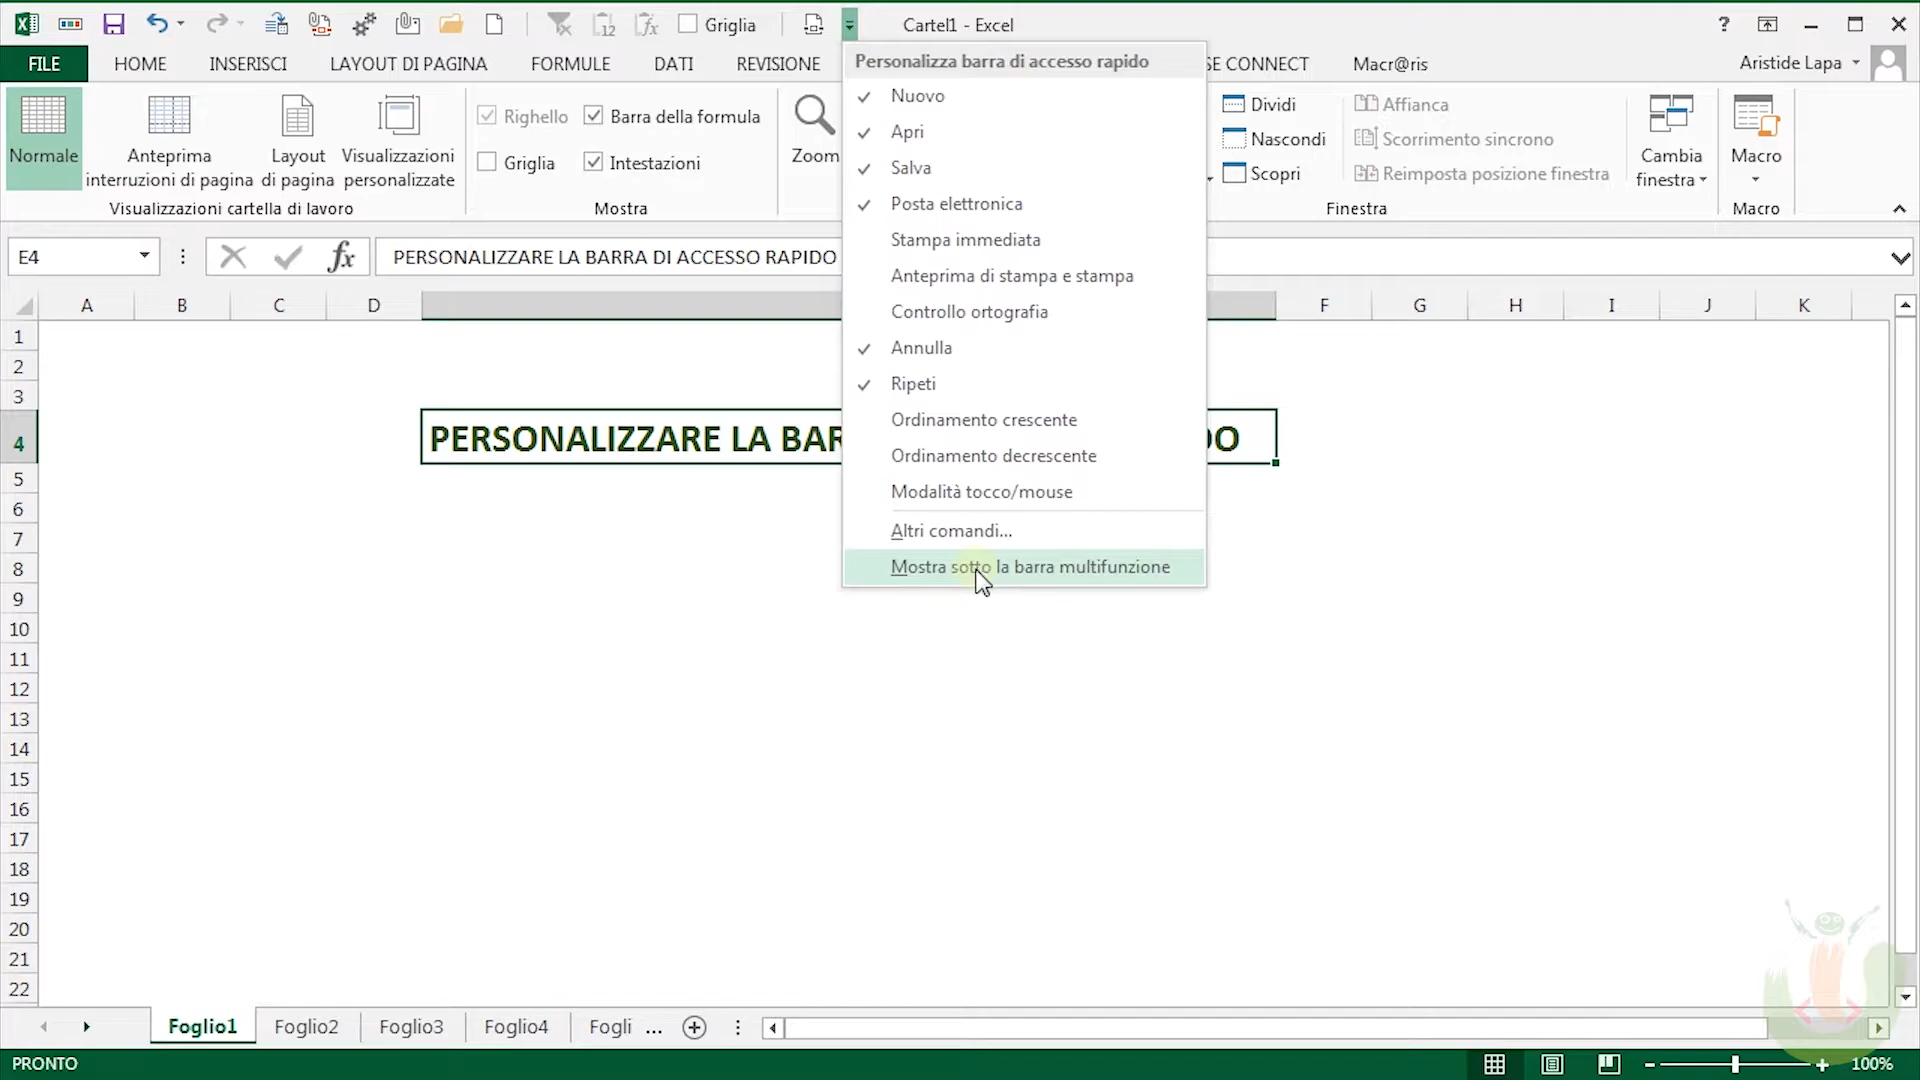 Griglia
Cartel1 - Excel
?
FILE
HOME
INSERISCI
LAYOUT DI PAGINA
FORMULE
DATI
REVISIONE
SE CONNECT
Macr@ris
Aristide Lapa
Personalizza barra di accesso rapido
Nuovo
Apri
Salva
Posta elettronica
Stampa immediata
Anteprima di stampa e stampa
Controllo ortografia
Annulla
Ripeti
Ordinamento crescente
Ordinamento decrescente
Modalità tocco/mouse
Altri comandi...
Mostra sotto la barra multifunzione
Normale
Anteprima
interruzioni di pagina
Layout
di pagina
Visualizzazioni
personalizzate
Visualizzazioni cartella di lavoro
Righello
Barra della formula
Griglia
Intestazioni
Mostra
Zoom
Dividi
Nascondi
Scopri
Affianca
Scorrimento sincrono
Reimposta posizione finestra
Cambia
finestra
Finestra
Macro
Macro
E4
fx
PERSONALIZZARE LA BARRA DI ACCESSO RAPIDO
A B C D F G H I J K
1
2
3
4 PERSONALIZZARE LA BAR DO
5
6
7
8
9
10
11
12
13
14
15
16
17
18
19
20
21
22
Foglio1
Foglio2
Foglio3
Foglio4
Fogli ...
PRONTO
100%